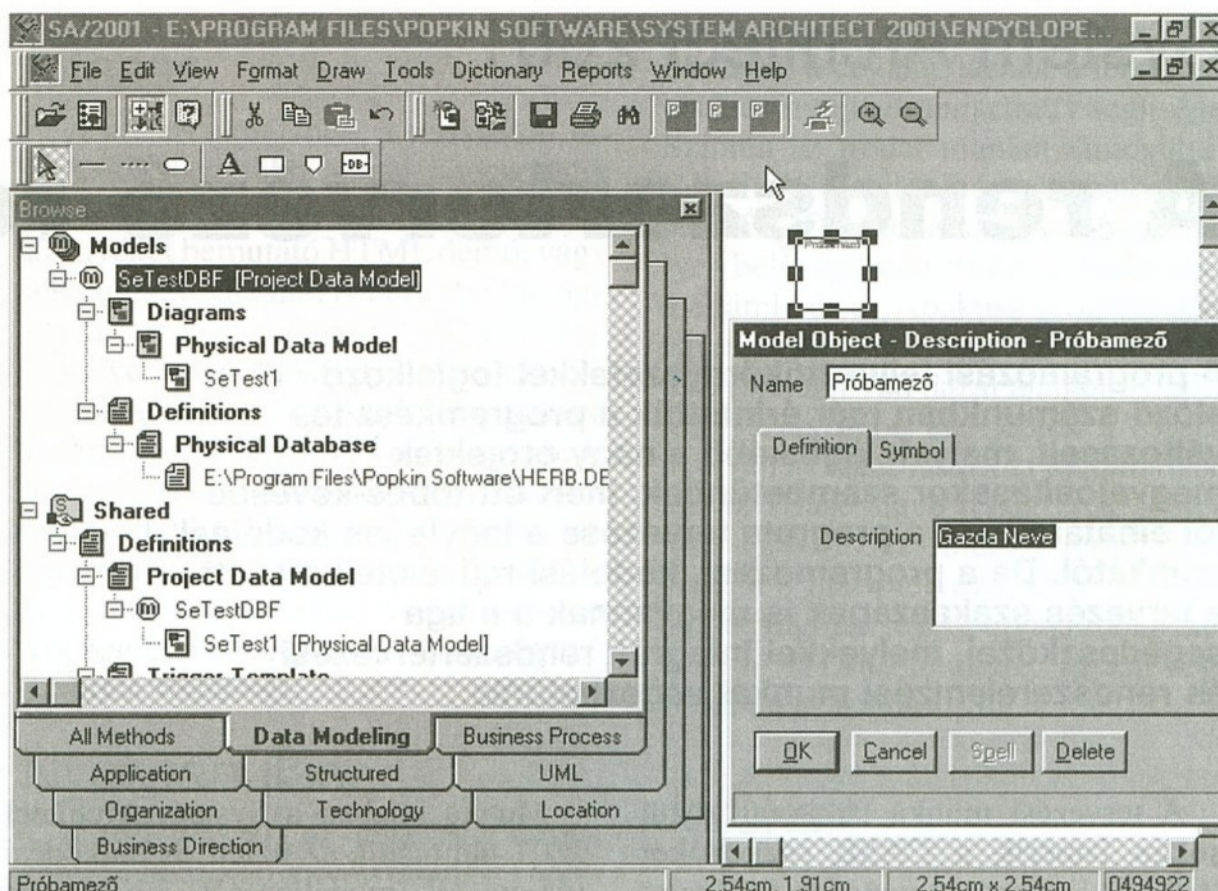 SA/2001 - E:\PROGRAM FILES\POPKIN SOFTWARE\SYSTEM ARCHITECT 2001\ENCYCLOPE...
File Edit View Format Draw Tools Dictionary Reports Window Help
P P P
A -DB-
Browse
Models
SeTestDBF [Project Data Model]
Diagrams
Physical Data Model
SeTest1
Definitions
Physical Database
E:\Program Files\Popkin Software\HERB.DE
Shared
Definitions
Project Data Model
SeTestDBF
SeTest1 [Physical Data Model]
Trigger Template
All Methods Data Modeling Business Process
Application Structured UML
Organization Technology Location
Business Direction
Model Object - Description - Próbamező
Name Próbamező
Definition Symbol
Description Gazda Neve
OK Cancel Spell Delete
Próbamező 2.54cm, 1.91cm 2.54cm x 2.54cm 0494922